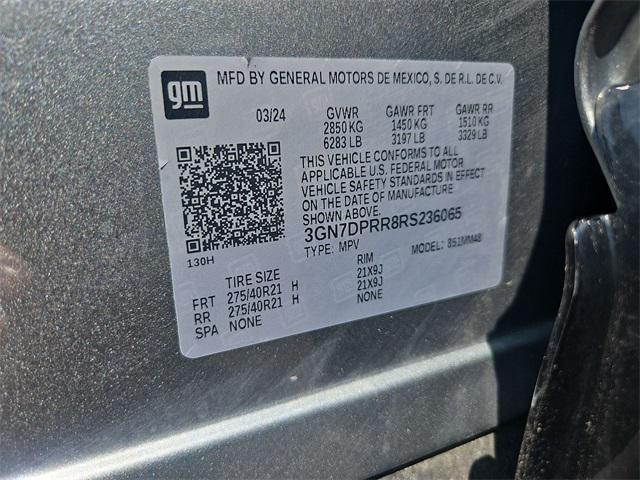 gm
MFD BY GENERAL MOTORS DE MEXICO, S. DE R.L. DE C.V.
03/24 GVWR GAWR FRT GAWR RR
2850 KG 1450 KG 1510 KG
6283 LB 3197 LB 3329 LB
THIS VEHICLE CONFORMS TO ALL
APPLICABLE U.S. FEDERAL MOTOR
VEHICLE SAFETY STANDARDS IN EFFECT
ON THE DATE OF MANUFACTURE
SHOWN ABOVE.
3GN7DPRR8RS236065
TYPE: MPV MODEL: 851MM48
130H
TIRE SIZE RIM
FRT 275/40R21 H 21X9J
RR 275/40R21 H 21X9J
SPA NONE NONE